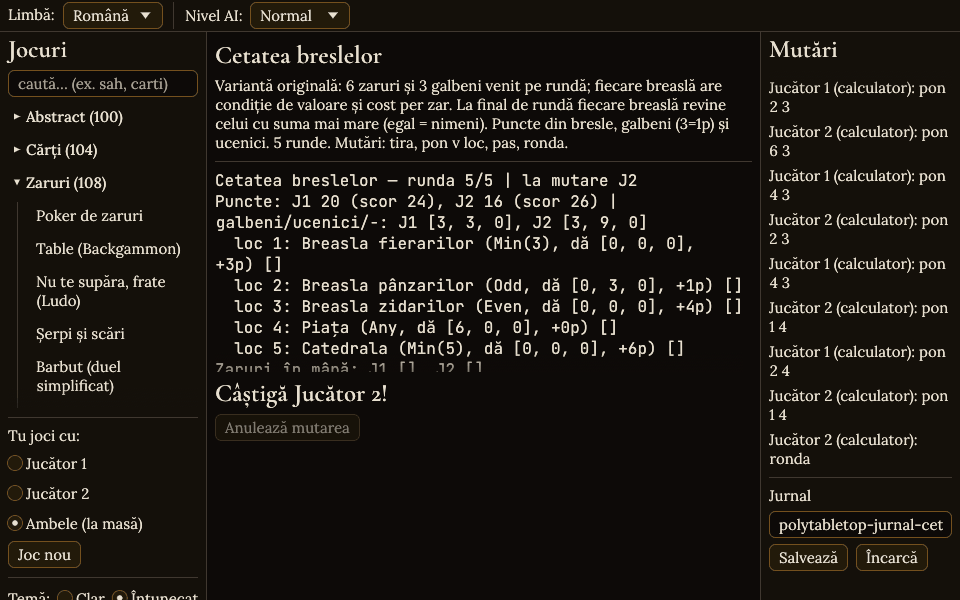 Limbă: Română ▼ Nivel AI: Normal ▼
Jocuri
caută... (ex. sah, carti)
▸ Abstract (100)
▸ Cărți (104)
▾ Zaruri (108)
Poker de zaruri
Table (Backgammon)
Nu te supăra, frate
(Ludo)
Șerpi și scări
Barbut (duel
simplificat)
Tu joci cu:
Jucător 1
Jucător 2
Ambele (la masă)
Joc nou
Temă: Clar Întunecat
Cetatea breslelor
Variantă originală: 6 zaruri și 3 galbeni venit pe rundă; fiecare breaslă are
condiție de valoare și cost per zar. La final de rundă fiecare breaslă revine
celui cu suma mai mare (egal = nimeni). Puncte din bresle, galbeni (3=1p) și
ucenici. 5 runde. Mutări: tira, pon v loc, pas, ronda.
Cetatea breslelor — runda 5/5 | la mutare J2
Puncte: J1 20 (scor 24), J2 16 (scor 26) |
galbeni/ucenici/-: J1 [3, 3, 0], J2 [3, 9, 0]
loc 1: Breasla fierarilor (Min(3), dă [0, 0, 0],
+3p) []
loc 2: Breasla pânzarilor (Odd, dă [0, 3, 0], +1p) []
loc 3: Breasla zidarilor (Even, dă [0, 0, 0], +4p) []
loc 4: Piața (Any, dă [6, 0, 0], +0p) []
loc 5: Catedrala (Min(5), dă [0, 0, 0], +6p) []
Zaruri în mână: J1 [], J2 []
Câștigă Jucător 2!
Anulează mutarea
Mutări
Jucător 1 (calculator): pon
2 3
Jucător 2 (calculator): pon
6 3
Jucător 1 (calculator): pon
4 3
Jucător 2 (calculator): pon
2 3
Jucător 1 (calculator): pon
4 3
Jucător 2 (calculator): pon
1 4
Jucător 1 (calculator): pon
2 4
Jucător 2 (calculator): pon
1 4
Jucător 2 (calculator):
ronda
Jurnal
polytabletop-jurnal-cet
Salvează Încarcă